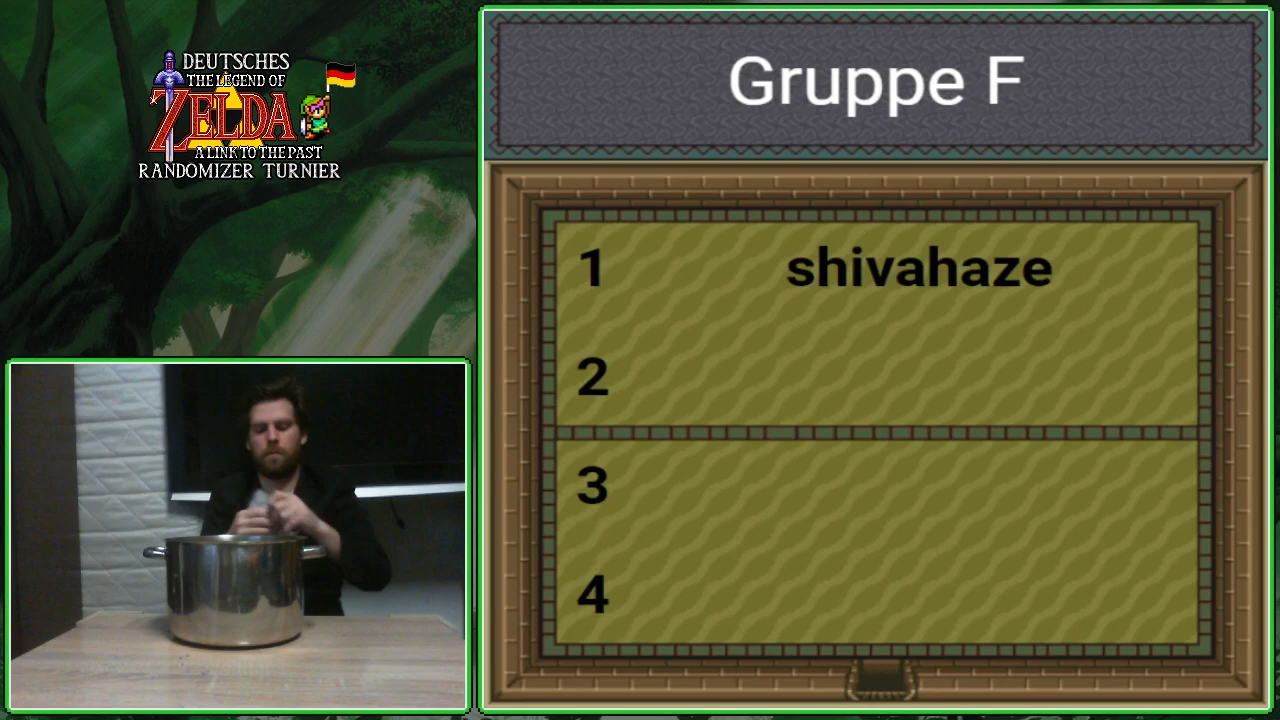 DEUTSCHES
THE LEGEND OF
ZELDA
A LINK TO THE PAST
RANDOMIZER TURNIER
Gruppe F
1 shivahaze
2
3
4